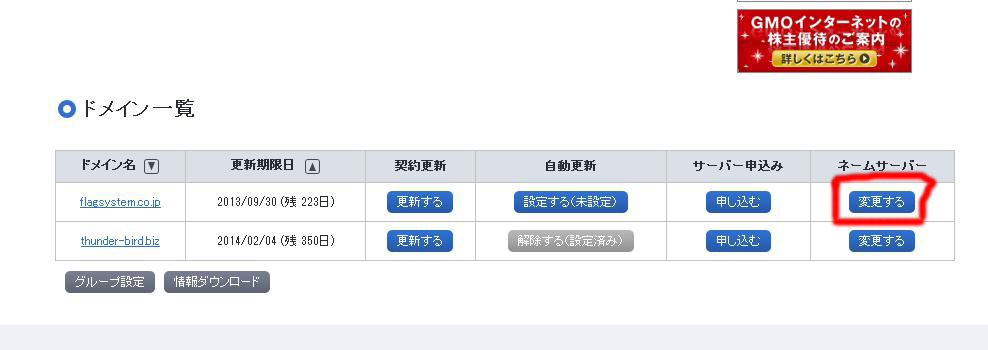 GMOインターネットの
株主優待のご案内
詳しくはこちら
ドメイン一覧
ドメイン名 ▼ 更新期限日 ▲ 契約更新 自動更新 サーバー申込み ネームサーバー
flagsystem.co.jp 2013/09/30 (残 223日) 更新する 設定する(未設定) 申し込む 変更する
thunder-bird.biz 2014/02/04 (残 350日) 更新する 解除する(設定済み) 申し込む 変更する
グループ設定 情報ダウンロード